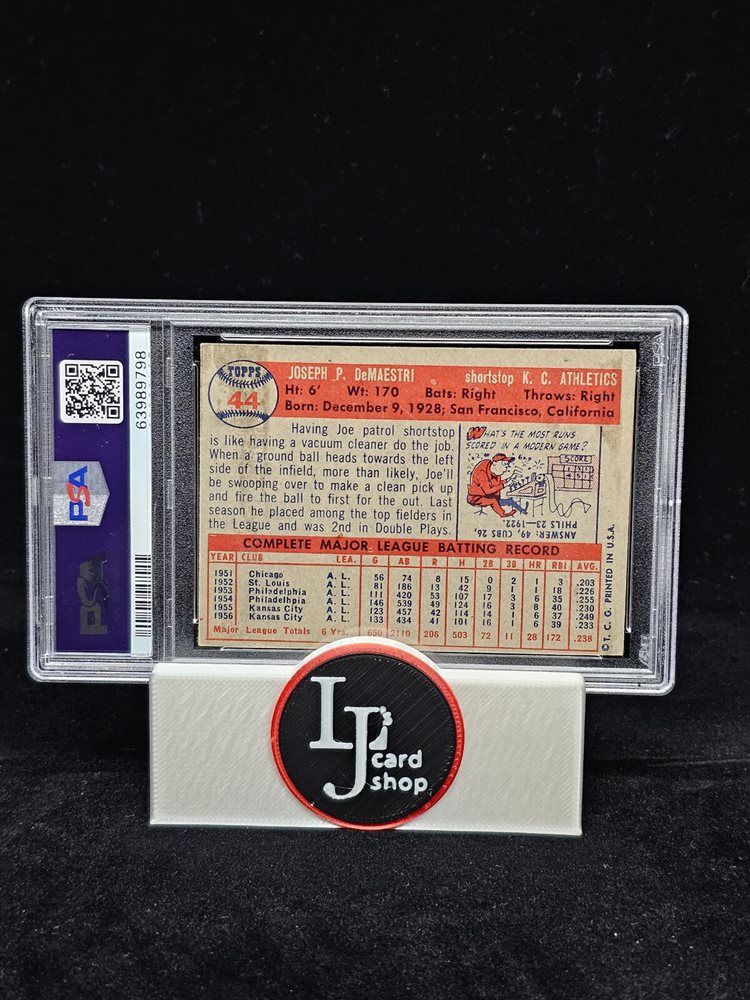 63989798
PSA
PSA
TOPPS
44
JOSEPH P. DeMAESTRI shortstop K. C. ATHLETICS
Ht: 6' Wt: 170 Bats: Right Throws: Right
Born: December 9, 1928; San Francisco, California
Having Joe patrol shortstop
is like having a vacuum cleaner do the job.
When a ground ball heads towards the left
side of the infield, more than likely, Joe'll
be swooping over to make a clean pick up
and fire the ball to first for the out. Last
season he placed among the top fielders in
the League and was 2nd in Double Plays.
WHAT'S THE MOST RUNS
SCORED IN A MODERN GAME?
SCORE
ANSWER: 49, CUBS 26,
PHILS 23—1922.
COMPLETE MAJOR LEAGUE BATTING RECORD
YEAR CLUB LEA. G AB R H 2B 3B HR RBI AVG.
1951 Chicago A. L. 56 74 8 15 0 2 1 3 .203
1952 St. Louis A. L. 81 186 13 42 9 1 1 18 .226
1953 Philadelphia A. L. 111 420 53 107 17 3 6 35 .255
1954 Philadelhpia A. L. 146 539 49 124 16 3 8 40 .230
1955 Kansas City A. L. 123 457 42 114 14 1 6 37 .249
1956 Kansas City A. L. 133 434 41 101 16 1 6 39 .233
Major League Totals 6 Yrs. 650 2110 206 503 72 11 28 172 .238
© T. C. G. PRINTED IN U.S.A.
LJ's
card
shop